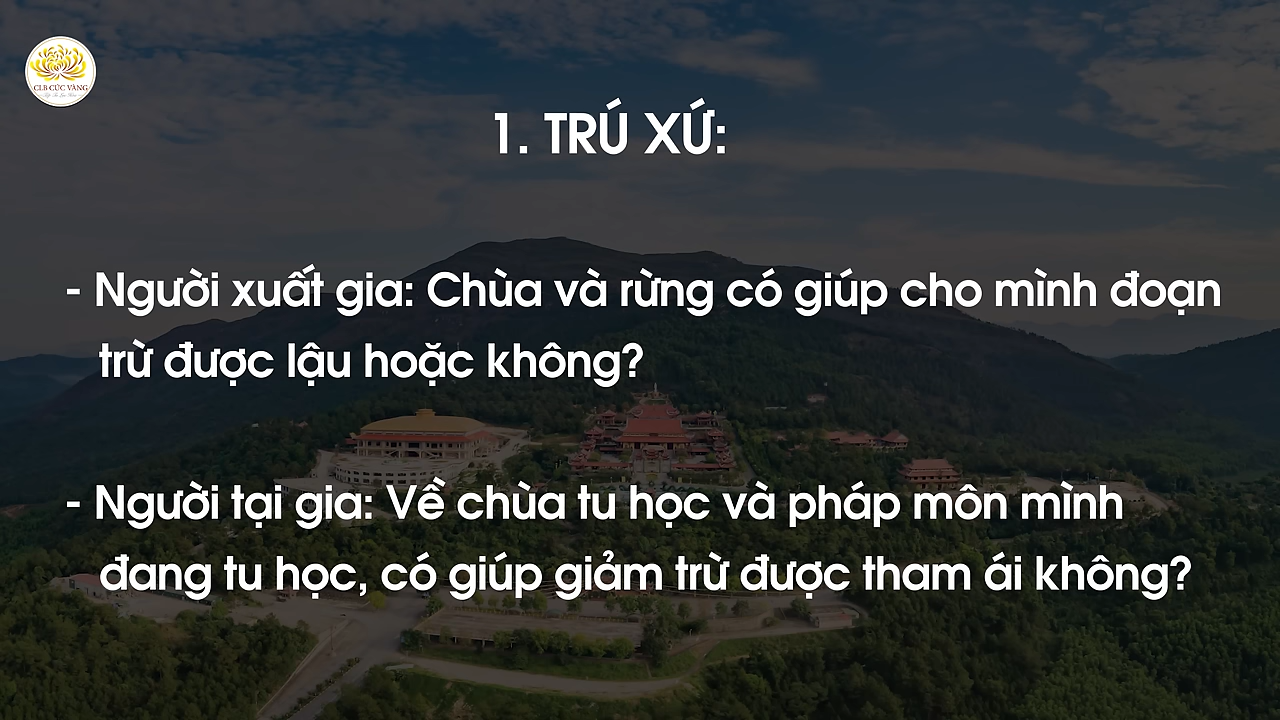 CLB CÚC VÀNG
1. TRÚ XỨ:
- Người xuất gia: Chùa và rừng có giúp cho mình đoạn
trừ được lậu hoặc không?
- Người tại gia: Về chùa tu học và pháp môn mình
đang tu học, có giúp giảm trừ được tham ái không?